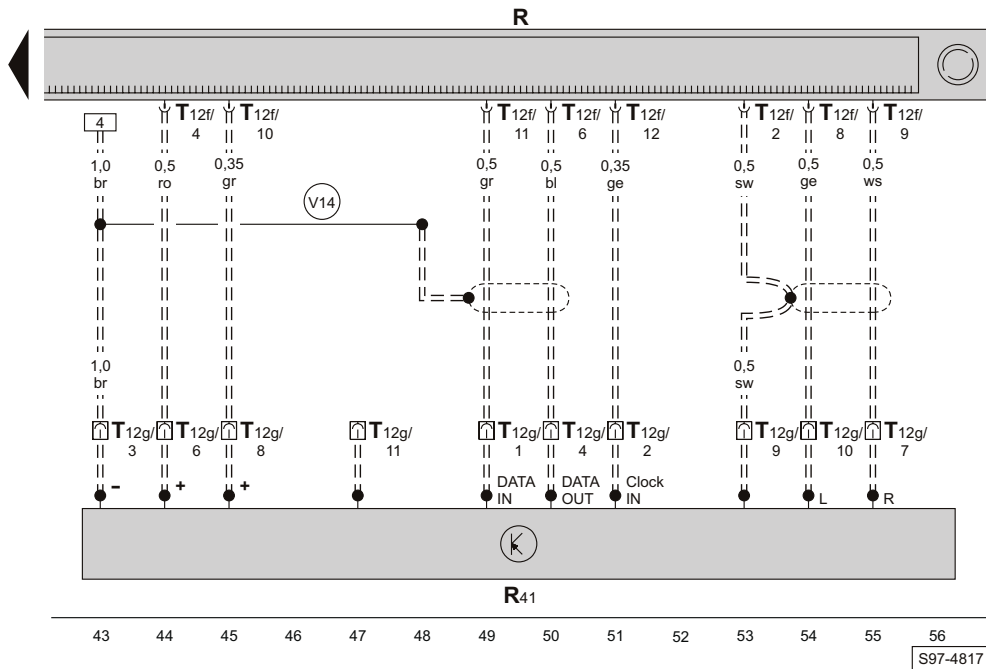 R
T12f/ T12f/ T12f/ T12f/ T12f/ T12f/ T12f/ T12f/
4 4 10 11 6 12 2 8 9
1,0 0,5 0,35 0,5 0,5 0,35 0,5 0,5 0,5
br ro gr gr bl ge sw ge ws
V14
1,0 0,5
br sw
T12g/ T12g/ T12g/ T12g/ T12g/ T12g/ T12g/ T12g/ T12g/ T12g/
3 6 8 11 1 4 2 9 10 7
- + + DATA DATA Clock
IN OUT IN L R
R41
43 44 45 46 47 48 49 50 51 52 53 54 55 56
S97-4817